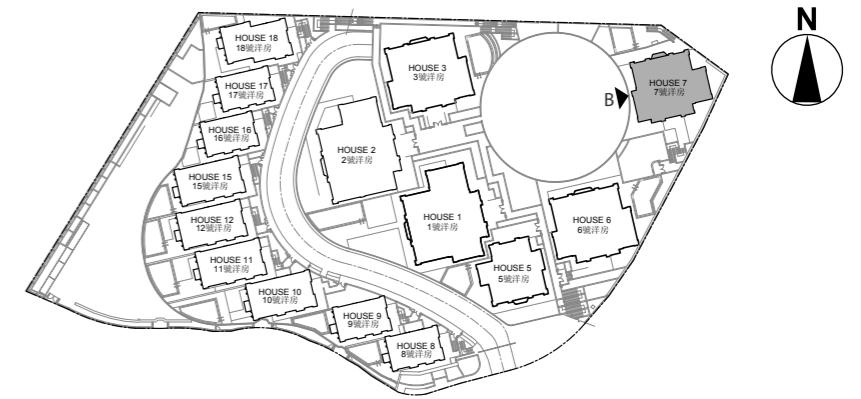 N
HOUSE 18
18號洋房
HOUSE 17
17號洋房
HOUSE 16
16號洋房
HOUSE 15
15號洋房
HOUSE 12
12號洋房
HOUSE 11
11號洋房
HOUSE 10
10號洋房
HOUSE 9
9號洋房
HOUSE 8
8號洋房
HOUSE 3
3號洋房
HOUSE 2
2號洋房
HOUSE 1
1號洋房
HOUSE 5
5號洋房
HOUSE 6
6號洋房
HOUSE 7
7號洋房
B